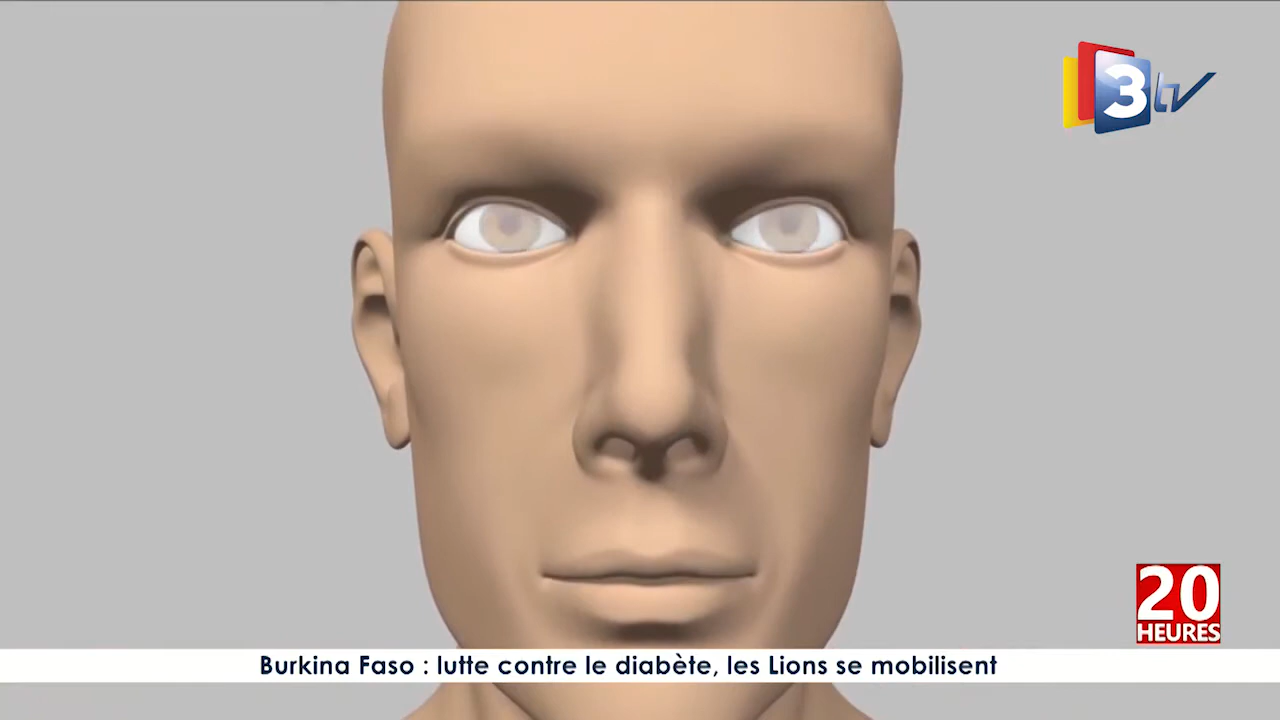 3tv
20
HEURES
Burkina Faso : lutte contre le diabète, les Lions se mobilisent